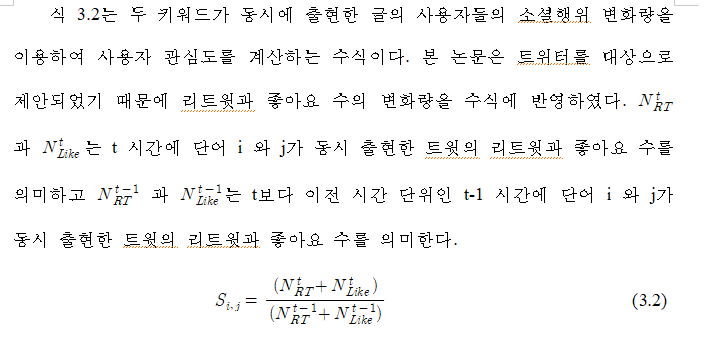 식 3.2는 두 키워드가 동시에 출현한 글의 사용자들의 소셜행위 변화량을
이용하여 사용자 관심도를 계산하는 수식이다. 본 논문은 트위터를 대상으로
제안되었기 때문에 리트윗과 좋아요 수의 변화량을 수식에 반영하였다. $N_{RT}^{t}$
과 $N_{Like}^{t}$는 t 시간에 단어 i 와 j가 동시 출현한 트윗의 리트윗과 좋아요 수를
의미하고 $N_{RT}^{t-1}$ 과 $N_{Like}^{t-1}$는 t보다 이전 시간 단위인 t-1 시간에 단어 i 와 j가
동시 출현한 트윗의 리트윗과 좋아요 수를 의미한다.
$S_{i,j} = \frac{(N_{RT}^{t} + N_{Like}^{t})}{(N_{RT}^{t-1} + N_{Like}^{t-1})}$ (3.2)